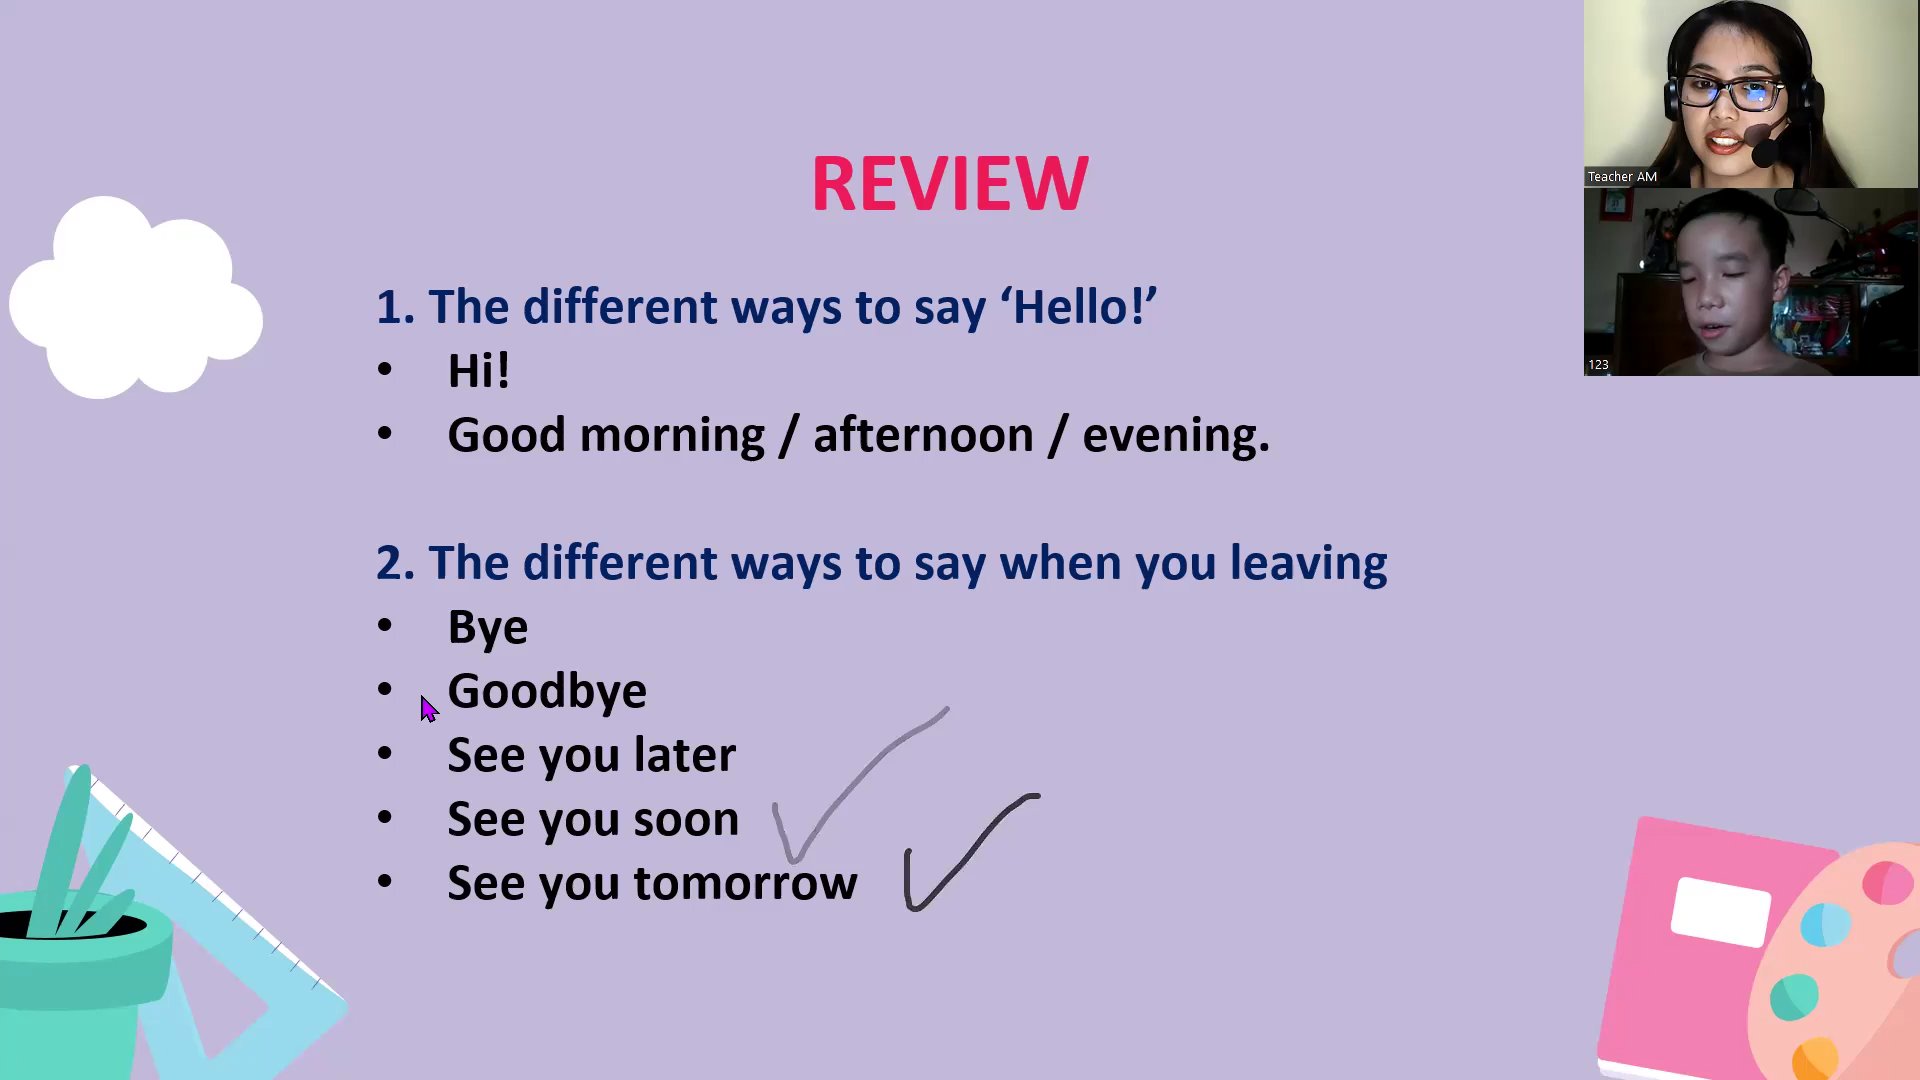 REVIEW
1. The different ways to say ‘Hello!’
• Hi!
• Good morning / afternoon / evening.
2. The different ways to say when you leaving
• Bye
• Goodbye
• See you later
• See you soon
• See you tomorrow
Teacher AM
123